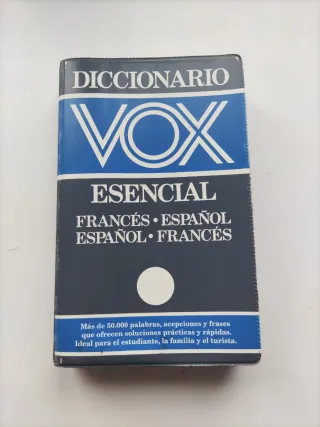 DICCIONARIO
VOX
ESENCIAL
FRANCÉS • ESPAÑOL
ESPAÑOL • FRANCÉS
Más de 50.000 palabras, acepciones y frases
que ofrecen soluciones prácticas y rápidas.
Ideal para el estudiante, la familia y el turista.